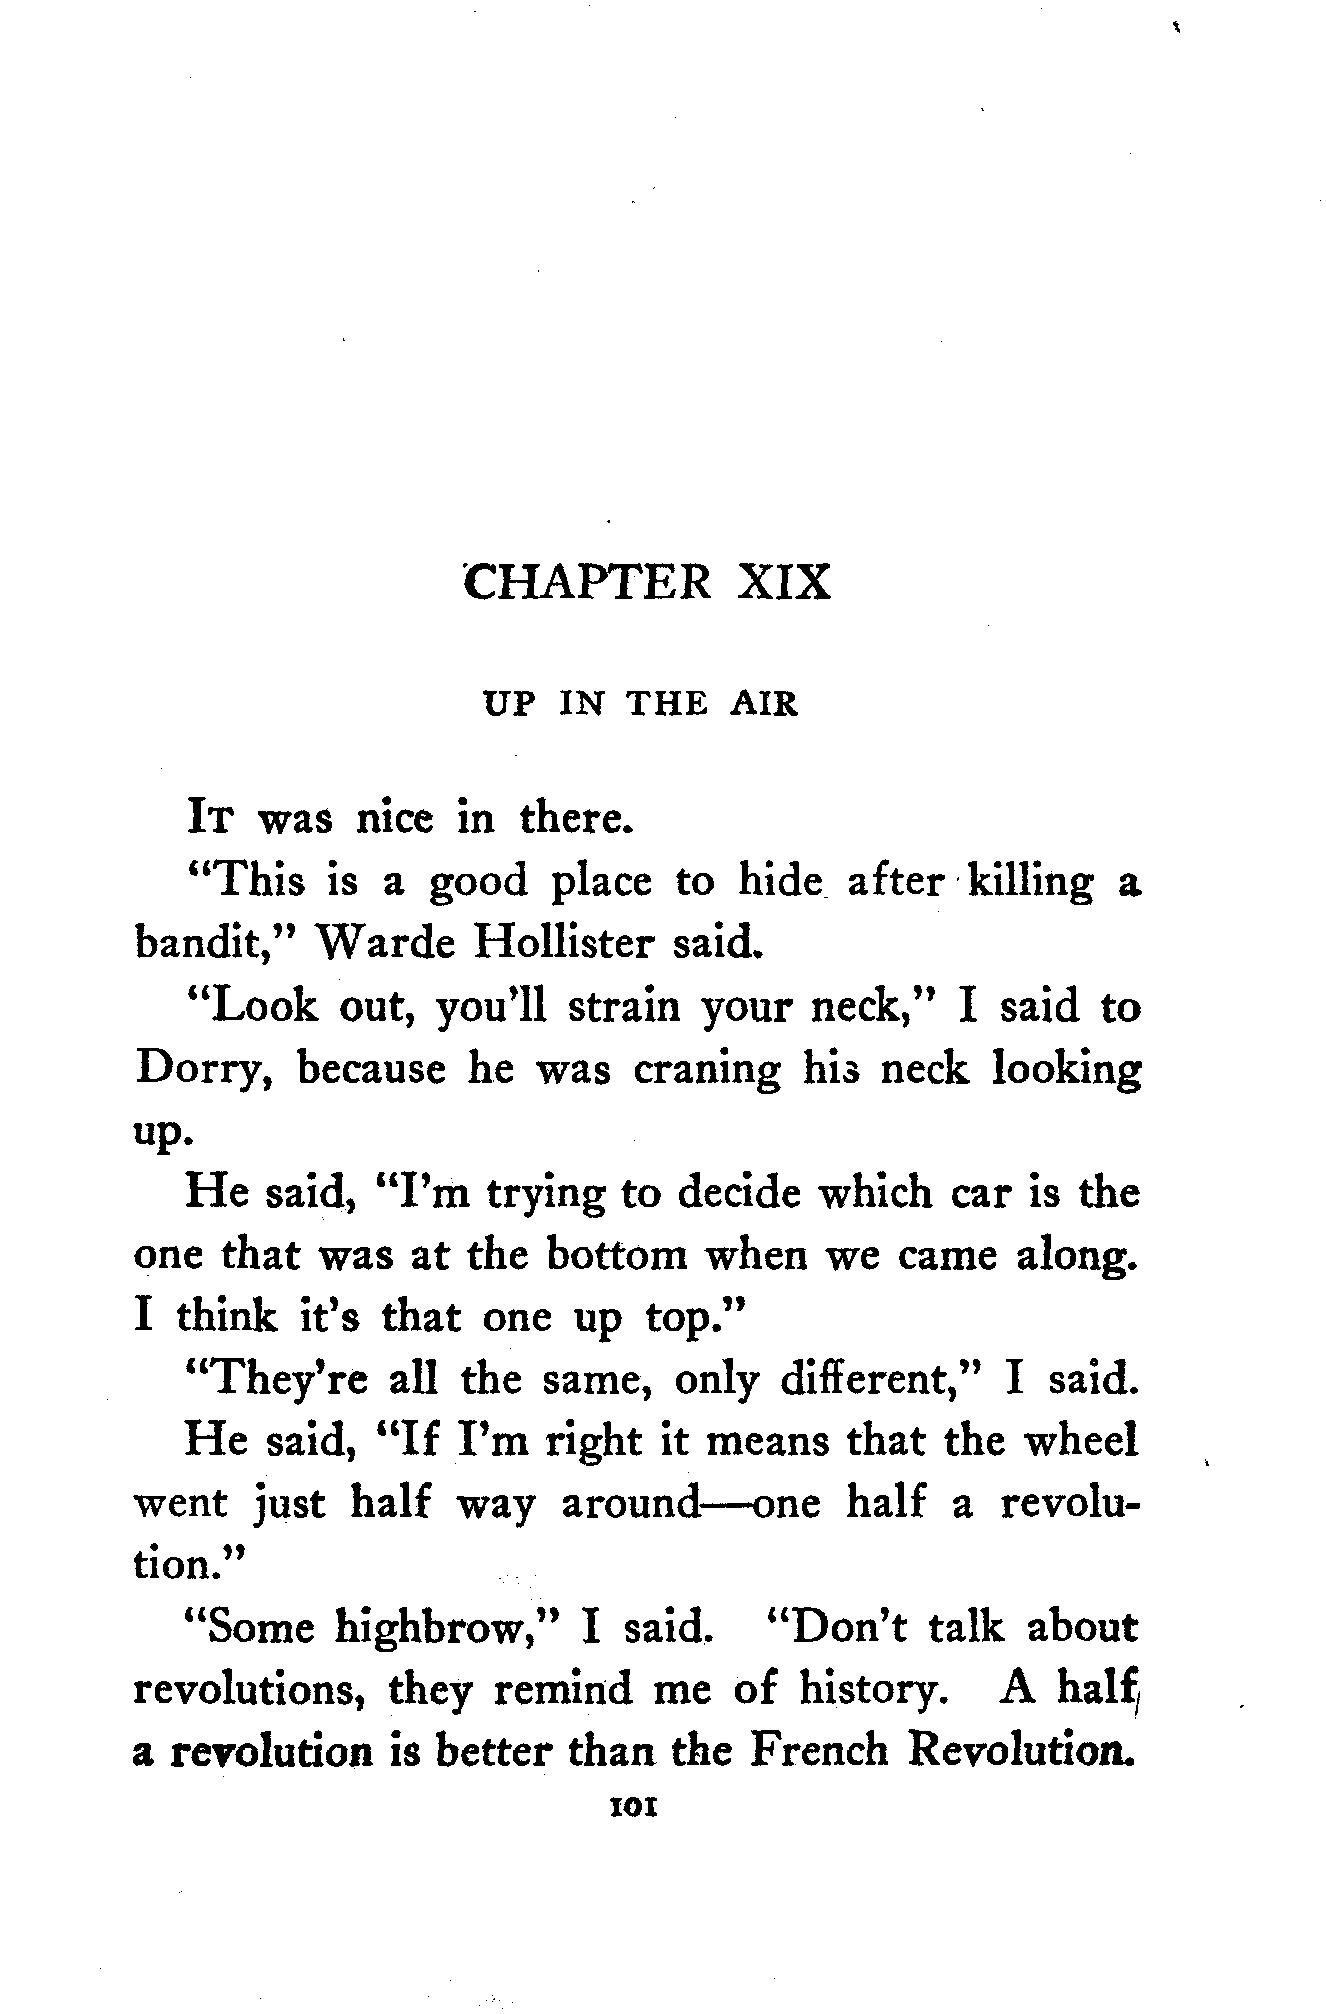 CHAPTER XIX
UP IN THE AIR
IT was nice in there.
“This is a good place to hide after killing a
bandit,” Warde Hollister said.
“Look out, you’ll strain your neck,” I said to
Dorry, because he was craning his neck looking
up.
He said, “I’m trying to decide which car is the
one that was at the bottom when we came along.
I think it’s that one up top.”
“They’re all the same, only different,” I said.
He said, “If I’m right it means that the wheel
went just half way around—one half a revolu-
tion.”
“Some highbrow,” I said. “Don’t talk about
revolutions, they remind me of history. A half
a revolution is better than the French Revolution.
101